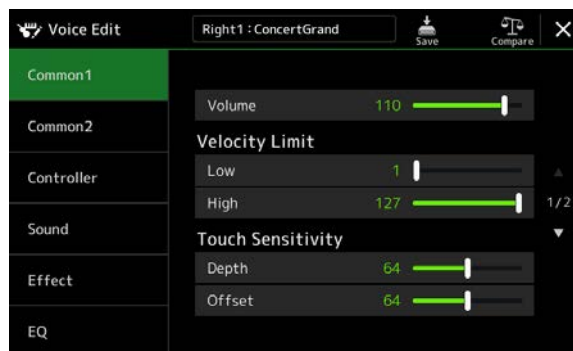 Voice Edit
Right1 : ConcertGrand
Save
Compare
Common1
Common2
Controller
Sound
Effect
EQ
Volume 110
Velocity Limit
Low 1
High 127
1/2
Touch Sensitivity
Depth 64
Offset 64